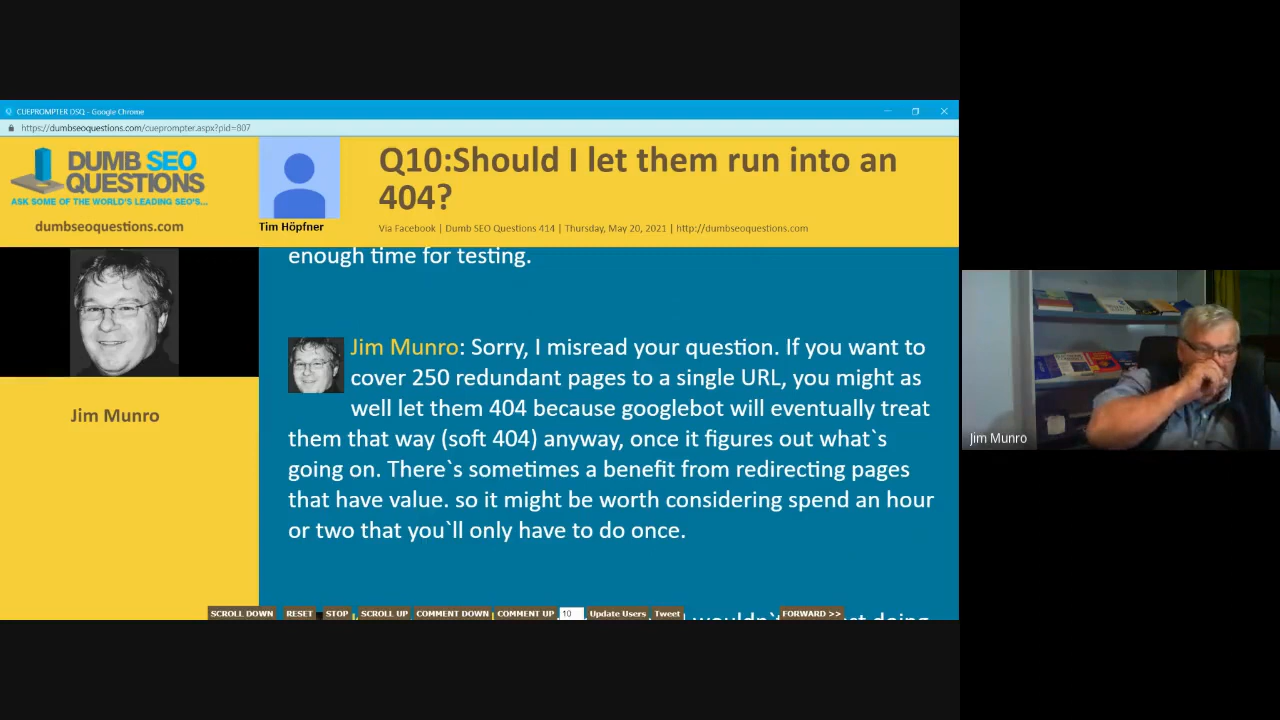 CUEPROMPTER DSQ - Google Chrome
https://dumbseoquestions.com/cueprompter.aspx?pid=807
DUMB SEO
QUESTIONS
ASK SOME OF THE WORLD'S LEADING SEO'S...
dumbseoquestions.com
Tim Höpfner
Q10:Should I let them run into an
404?
Via Facebook | Dumb SEO Questions 414 | Thursday, May 20, 2021 | http://dumbseoquestions.com
Jim Munro
enough time for testing.
Jim Munro: Sorry, I misread your question. If you want to
cover 250 redundant pages to a single URL, you might as
well let them 404 because googlebot will eventually treat
them that way (soft 404) anyway, once it figures out what`s
going on. There`s sometimes a benefit from redirecting pages
that have value. so it might be worth considering spend an hour
or two that you`ll only have to do once.
SCROLL DOWN RESET STOP SCROLL UP COMMENT DOWN COMMENT UP 10 Update Users Tweet FORWARD >>
Jim Munro